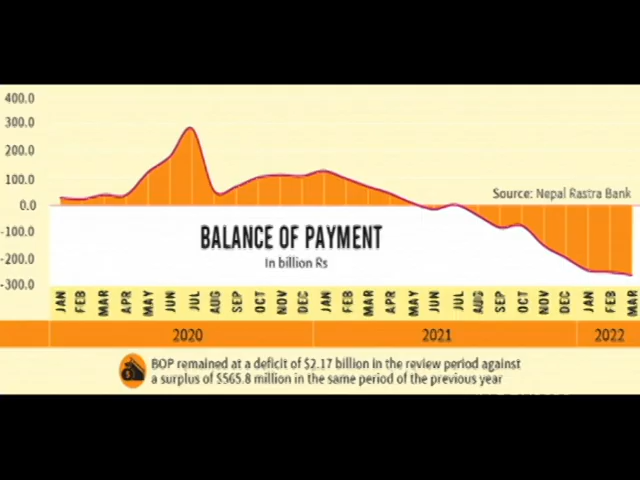 400.0
300.0
200.0
100.0
0.0
-100.0
-200.0
-300.0
Source: Nepal Rastra Bank
BALANCE OF PAYMENT
In billion Rs
JAN FEB MAR APR MAY JUN JUL AUG SEP OCT NOV DEC JAN FEB MAR APR MAY JUN JUL AUG SEP OCT NOV DEC JAN FEB MAR
2020 2021 2022
BOP remained at a deficit of $2.17 billion in the review period against
a surplus of $565.8 million in the same period of the previous year